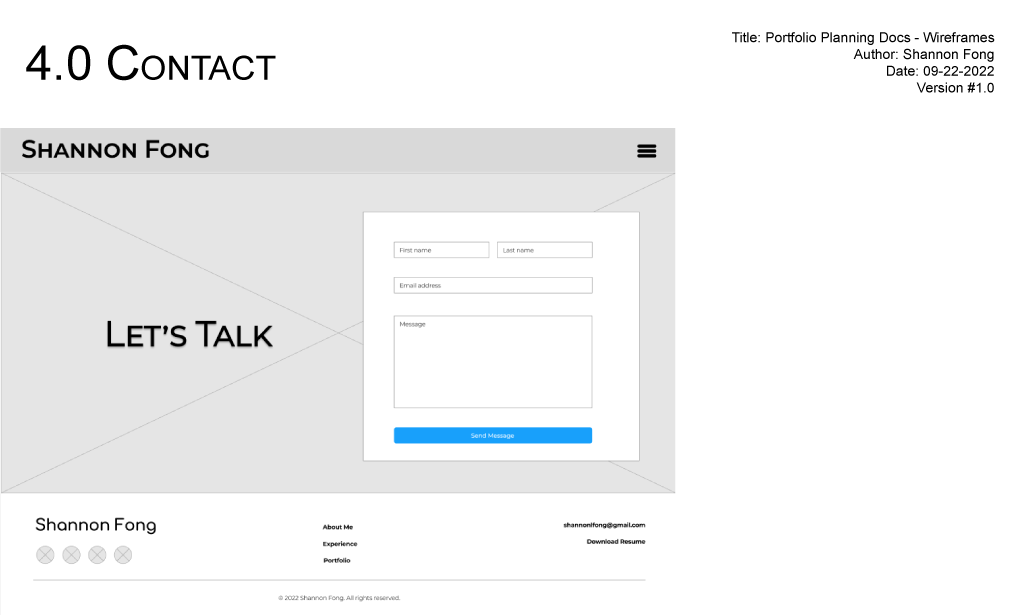 4.0 CONTACT
Title: Portfolio Planning Docs - Wireframes
Author: Shannon Fong
Date: 09-22-2022
Version #1.0
SHANNON FONG
LET'S TALK
First name
Last name
Email address
Message
Send Message
Shannon Fong
About Me
Experience
Portfolio
shannonlfong@gmail.com
Download Resume
© 2022 Shannon Fong. All rights reserved.